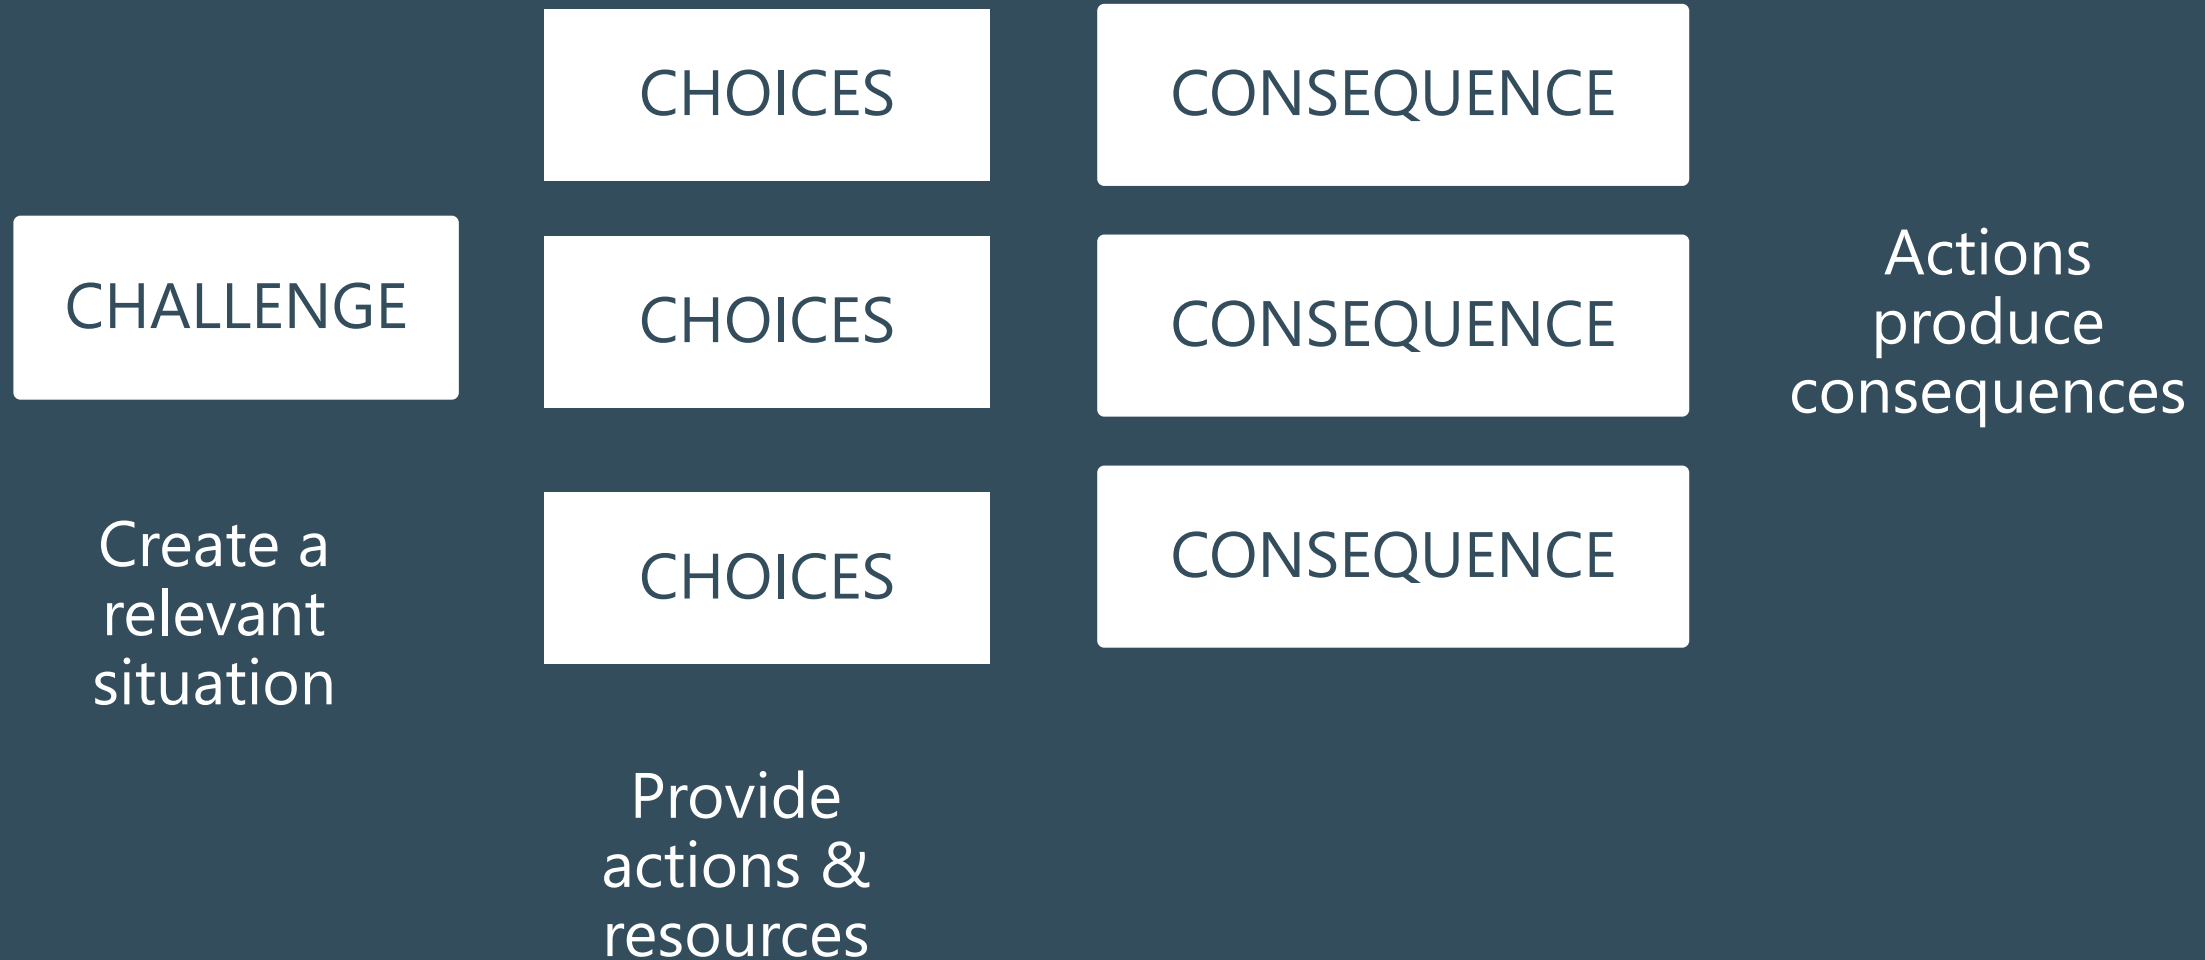 CHALLENGE
Create a
relevant
situation
CHOICES
CHOICES
CHOICES
Provide
actions &
resources
CONSEQUENCE
CONSEQUENCE
CONSEQUENCE
Actions
produce
consequences